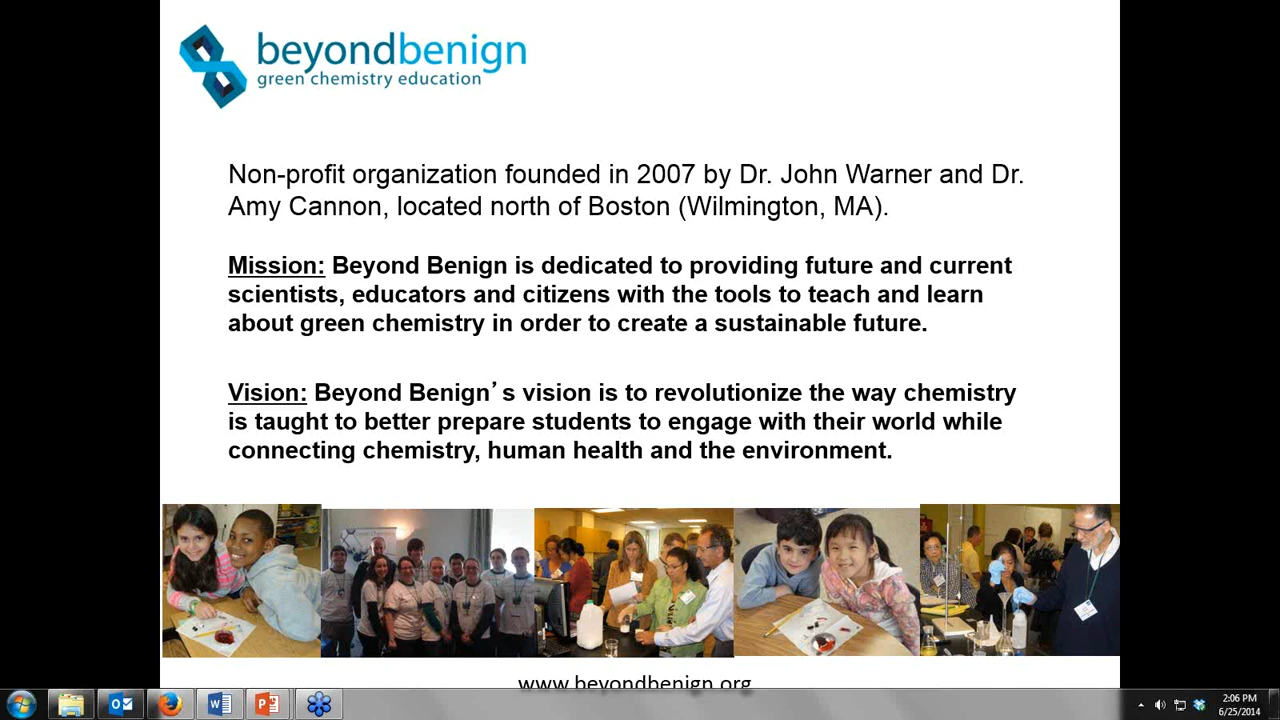 beyondbenign
green chemistry education
Non-profit organization founded in 2007 by Dr. John Warner and Dr.
Amy Cannon, located north of Boston (Wilmington, MA).
Mission: Beyond Benign is dedicated to providing future and current
scientists, educators and citizens with the tools to teach and learn
about green chemistry in order to create a sustainable future.
Vision: Beyond Benign’s vision is to revolutionize the way chemistry
is taught to better prepare students to engage with their world while
connecting chemistry, human health and the environment.
www.beyondbenign.org
2:06 PM
6/25/2014